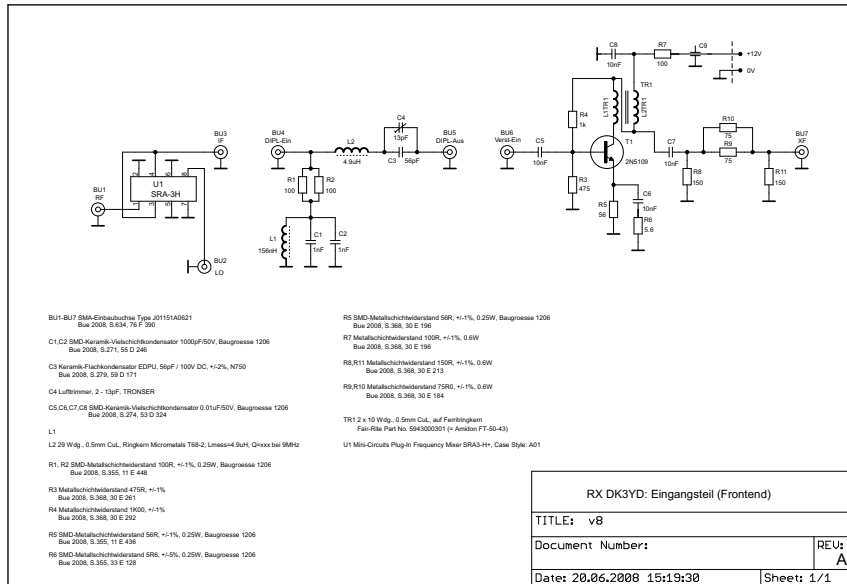 C8
10nF
R7
100
C9
+12V
0V
TR1
L1TR1
L2TR1
R4
1k
BU3
IF
BU4
DIPL-Ein
L2
4.9uH
C4
13pF
C3
56pF
BU5
DIPL-Aus
BU6
Verst-Ein
C5
10nF
T1
2N5109
C7
10nF
R10
75
R9
75
BU7
XF
2
4
6
8
U1
SRA-3H
1
3
5
7
BU1
RF
BU2
LO
R1
100
R2
100
L1
156nH
C1
1nF
C2
1nF
R3
475
R5
56
C6
10nF
R6
5.6
R8
150
R11
150
BU1-BU7 SMA-Einbaubuchse Type J01151A0621
Bue 2008, S.634, 76 F 390
C1,C2 SMD-Keramik-Vielschichtkondensator 1000pF/50V, Baugroesse 1206
Bue 2008, S.271, 55 D 246
C3 Keramik-Flachkondensator EDPU, 56pF / 100V DC, +/-2%, N750
Bue 2008, S.279, 59 D 171
C4 Lufttrimmer, 2 - 13pF, TRONSER
C5,C6,C7,C8 SMD-Keramik-Vielschichtkondensator 0.01uF/50V, Baugroesse 1206
Bue 2008, S.274, 53 D 324
L1
L2 29 Wdg., 0.5mm CuL, Ringkern Micrometals T68-2, Lmess=4.9uH, Q=xxx bei 9MHz
R1, R2 SMD-Metallschichtwiderstand 100R, +/-1%, 0.25W, Baugroesse 1206
Bue 2008, S.355, 11 E 448
R3 Metallschichtwiderstand 475R, +/-1%
Bue 2008, S.368, 30 E 261
R4 Metallschichtwiderstand 1K00, +/-1%
Bue 2008, S.368, 30 E 292
R5 SMD-Metallschichtwiderstand 56R, +/-1%, 0.25W, Baugroesse 1206
Bue 2008, S.355, 11 E 436
R6 SMD-Metallschichtwiderstand 5R6, +/-5%, 0.25W, Baugroesse 1206
Bue 2008, S.355, 33 E 128
R5 SMD-Metallschichtwiderstand 56R, +/-1%, 0.25W, Baugroesse 1206
Bue 2008, S.368, 30 E 196
R7 Metallschichtwiderstand 100R, +/-1%, 0.6W
Bue 2008, S.368, 30 E 196
R8,R11 Metallschichtwiderstand 150R, +/-1%, 0.6W
Bue 2008, S.368, 30 E 213
R9,R10 Metallschichtwiderstand 75R0, +/-1%, 0.6W
Bue 2008, S.368, 30 E 184
TR1 2 x 10 Wdg., 0.5mm CuL, auf Ferritringkern
Fair-Rite Part No. 5943000301 (= Amidon FT-50-43)
U1 Mini-Circuits Plug-In Frequency Mixer SRA3-H+, Case Style: A01
RX DK3YD: Eingangsteil (Frontend)
TITLE: v8
Document Number:
REV:
A
Date: 20.06.2008 15:19:30
Sheet: 1/1